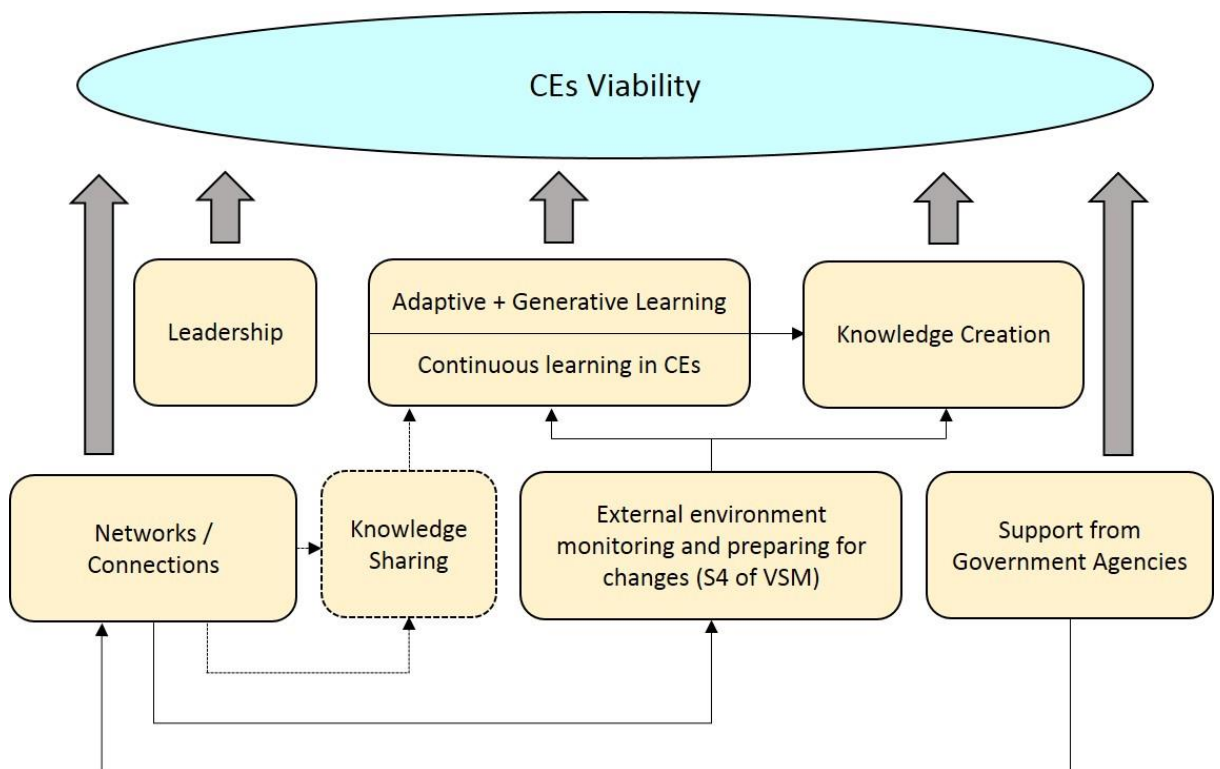 CEs Viability
Leadership
Adaptive + Generative Learning
Continuous learning in CEs
Knowledge Creation
Networks /
Connections
Knowledge
Sharing
External environment
monitoring and preparing for
changes (S4 of VSM)
Support from
Government Agencies